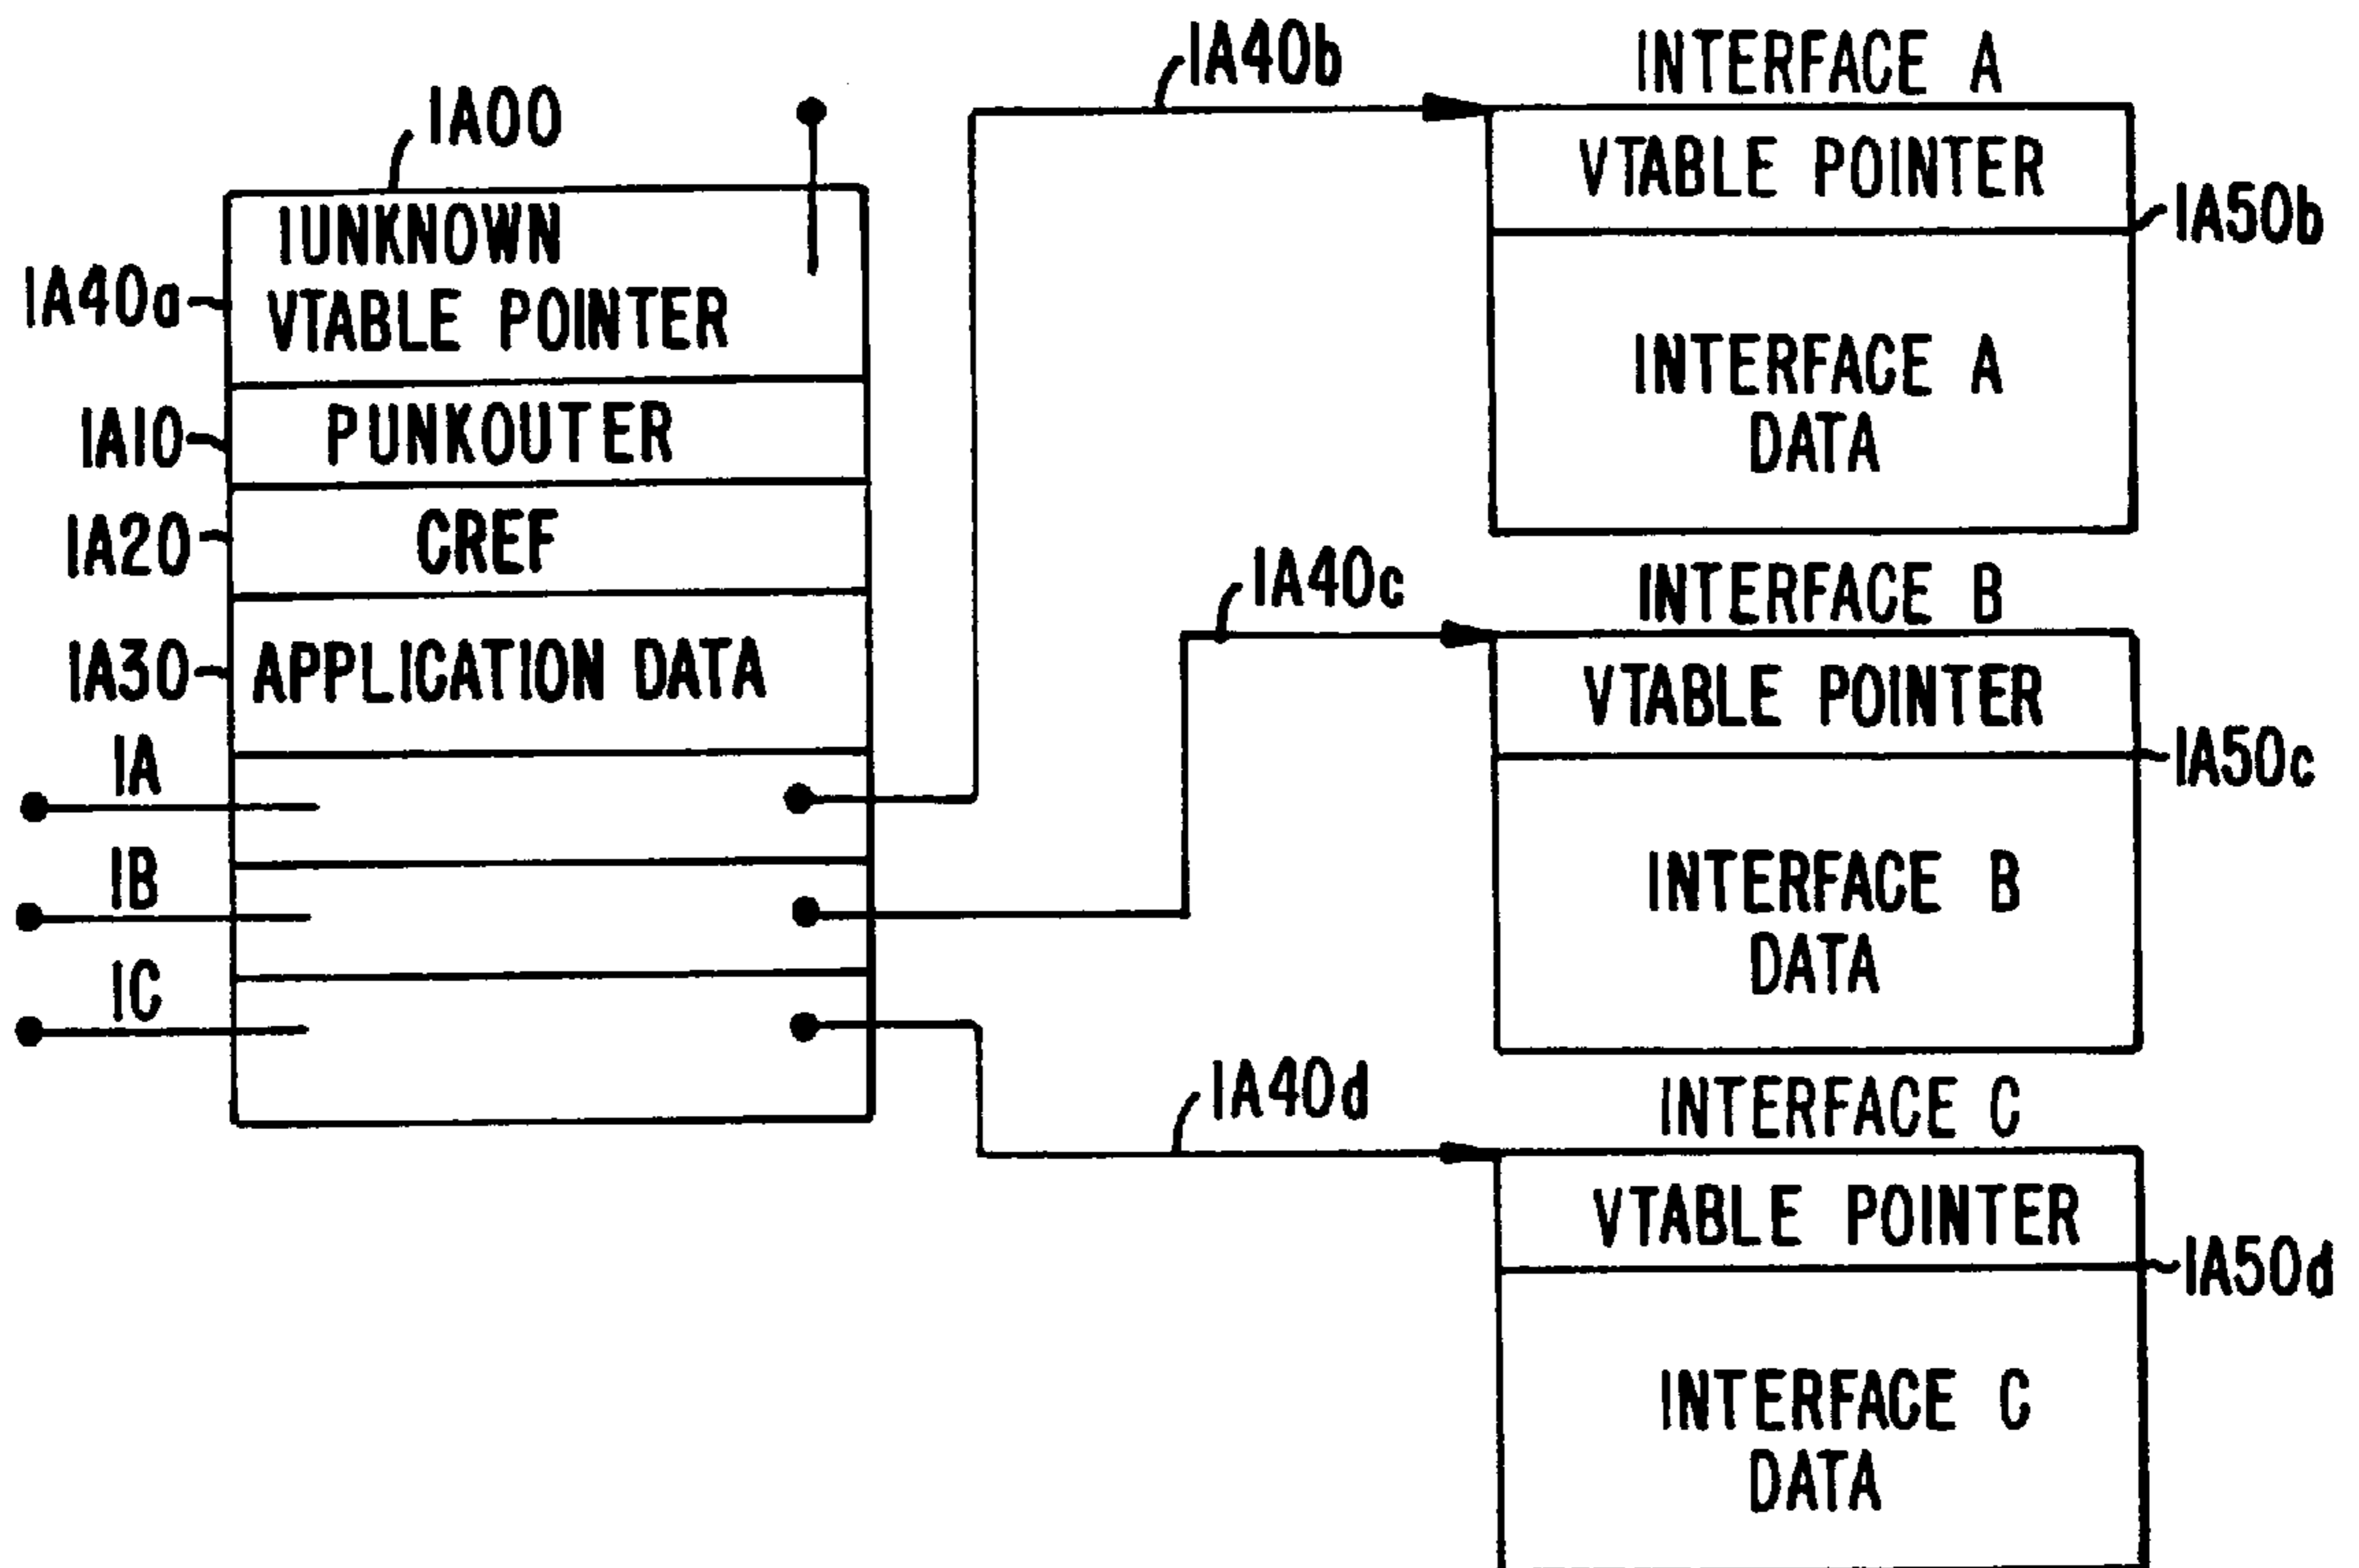 1A00
IUNKNOWN
VTABLE POINTER
1A40a
PUNKOUTER
1A10
CREF
1A20
APPLICATION DATA
1A30
IA
IB
IC
1A40b
INTERFACE A
VTABLE POINTER
1A50b
INTERFACE A
DATA
1A40c
INTERFACE B
VTABLE POINTER
1A50c
INTERFACE B
DATA
1A40d
INTERFACE C
VTABLE POINTER
1A50d
INTERFACE C
DATA